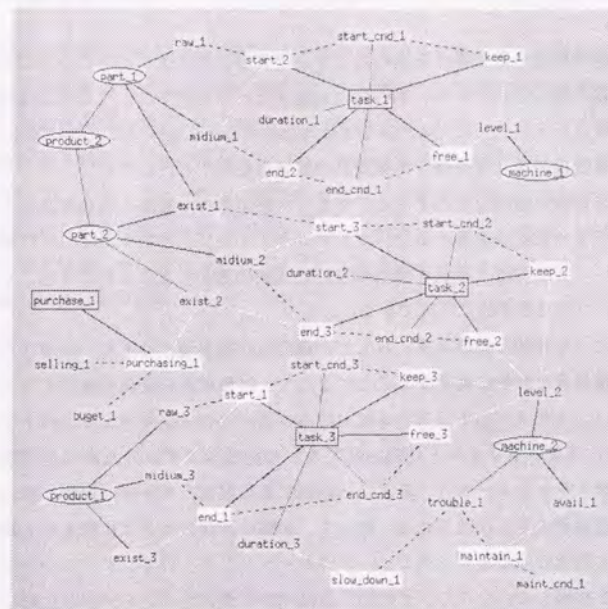 raw_1
start_cnd_1
start_2
keep_1
part_1
task_1
duration_1
level_1
product_2
midium_1
free_1
end_2
machine_1
end_cnd_1
exist_1
start_3
start_cnd_2
part_2
midium_2
duration_2
keep_2
task_2
purchase_1
exist_2
end_3
end_cnd_2
free_2
selling_1
purchasing_1
start_cnd_3
keep_3
start_1
level_2
buget_1
raw_3
task_3
free_3
machine_2
midium_3
product_1
end_cnd_3
trouble_1
avail_1
end_1
exist_3
duration_3
maintain_1
slow_down_1
maint_cnd_1